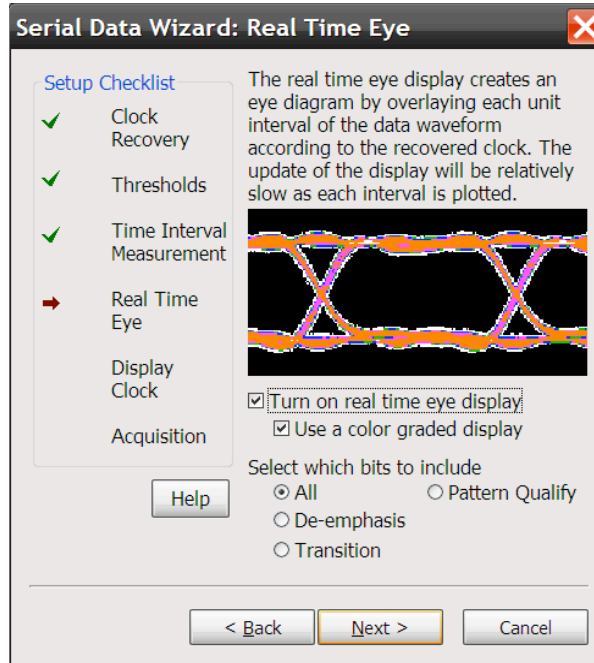 Serial Data Wizard: Real Time Eye
Setup Checklist
Clock
Recovery
Thresholds
Time Interval
Measurement
Real Time
Eye
Display
Clock
Acquisition
Help
The real time eye display creates an
eye diagram by overlaying each unit
interval of the data waveform
according to the recovered clock. The
update of the display will be relatively
slow as each interval is plotted.
Turn on real time eye display
Use a color graded display
Select which bits to include
All
Pattern Qualify
De-emphasis
Transition
< Back
Next >
Cancel